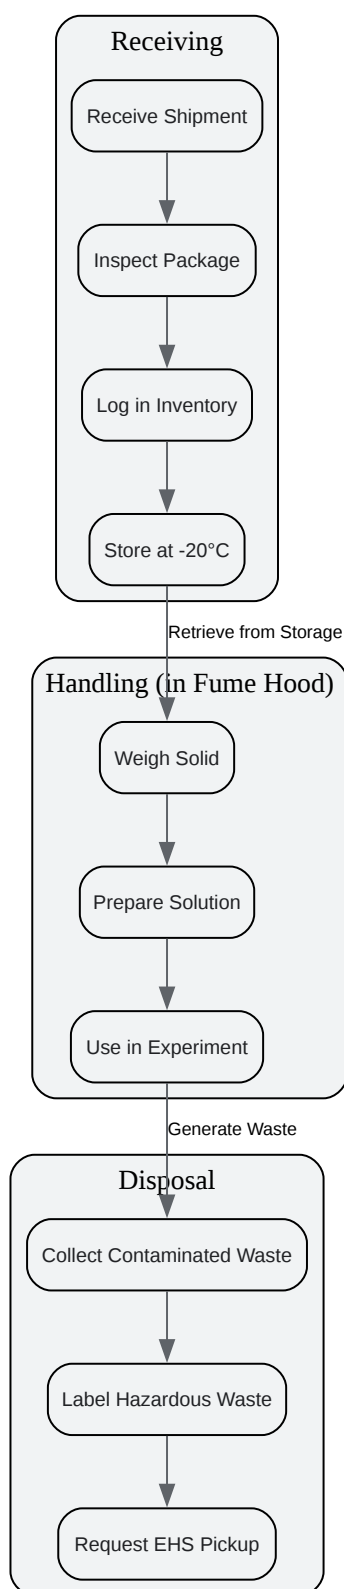 Receiving
Receive Shipment
Inspect Package
Log in Inventory
Store at -20°C
Retrieve from Storage
Handling (in Fume Hood)
Weigh Solid
Prepare Solution
Use in Experiment
Generate Waste
Disposal
Collect Contaminated Waste
Label Hazardous Waste
Request EHS Pickup